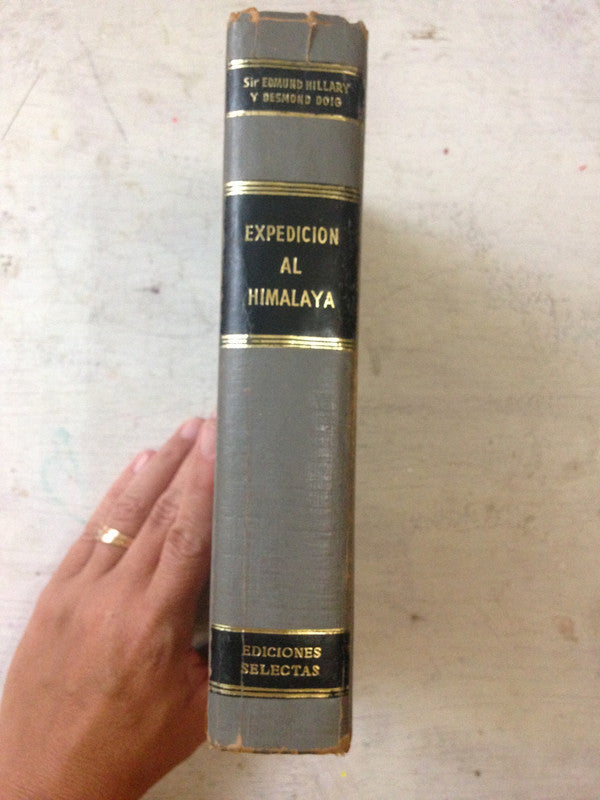 Sir EDMUND HILLARY
Y DESMOND DOIG
EXPEDICION
AL
HIMALAYA
EDICIONES
SELECTAS